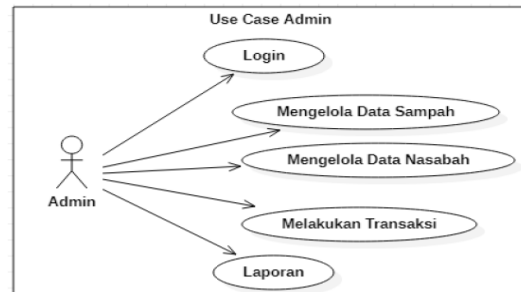 Use Case Admin
Login
Mengelola Data Sampah
Mengelola Data Nasabah
Admin
Melakukan Transaksi
Laporan